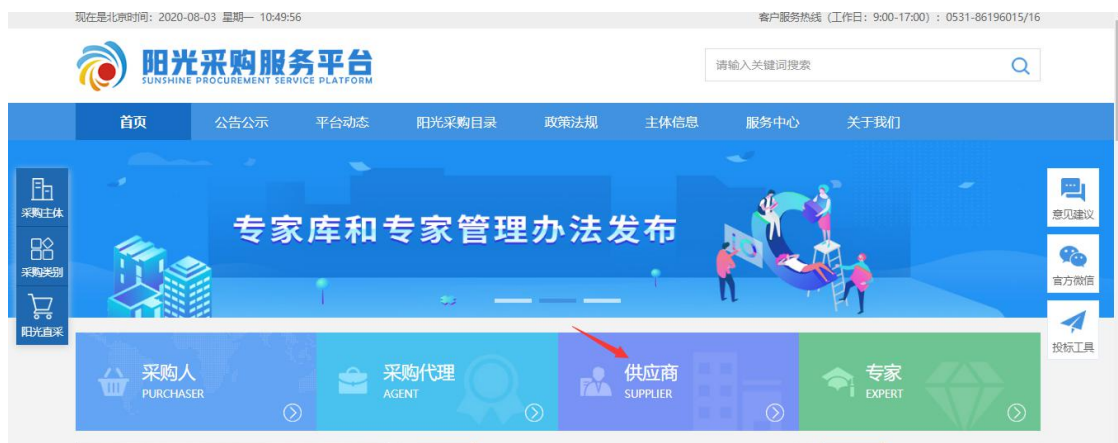 现在是北京时间：2020-08-03 星期一 10:49:56
客户服务热线（工作日：9:00-17:00）：0531-86196015/16
阳光采购服务平台
SUNSHINE PROCUREMENT SERVICE PLATFORM
请输入关键词搜索
首页 公告公示 平台动态 阳光采购目录 政策法规 主体信息 服务中心 关于我们
采购主体
采购类别
阳光直采
专家库和专家管理办法发布
意见建议
官方微信
投标工具
采购人
PURCHASER
采购代理
AGENT
供应商
SUPPLIER
专家
EXPERT